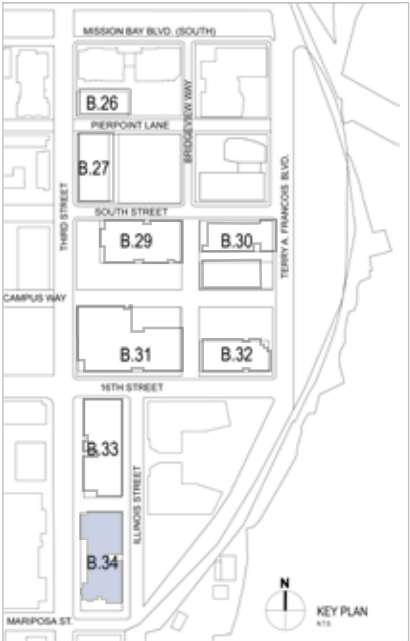 MISSION BAY BLVD. (SOUTH)
B.26
BRIDGEVIEW WAY
PIERPOINT LANE
B.27
THIRD STREET
SOUTH STREET
TERRY A. FRANCOIS BLVD.
B.29
B.30
CAMPUS WAY
B.31
B.32
16TH STREET
B.33
ILLINOIS STREET
B.34
MARIPOSA ST.
N
KEY PLAN
N.T.S.